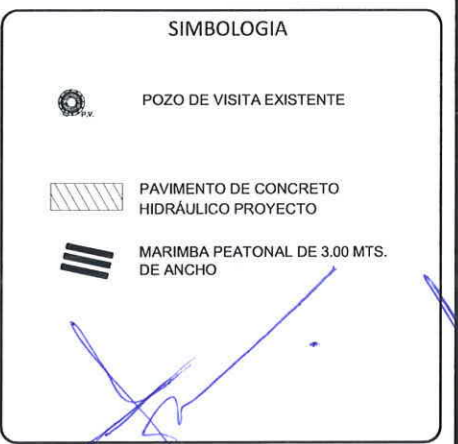 SIMBOLOGIA
P.V.
POZO DE VISITA EXISTENTE
PAVIMENTO DE CONCRETO
HIDRÁULICO PROYECTO
MARIMBA PEATONAL DE 3.00 MTS.
DE ANCHO